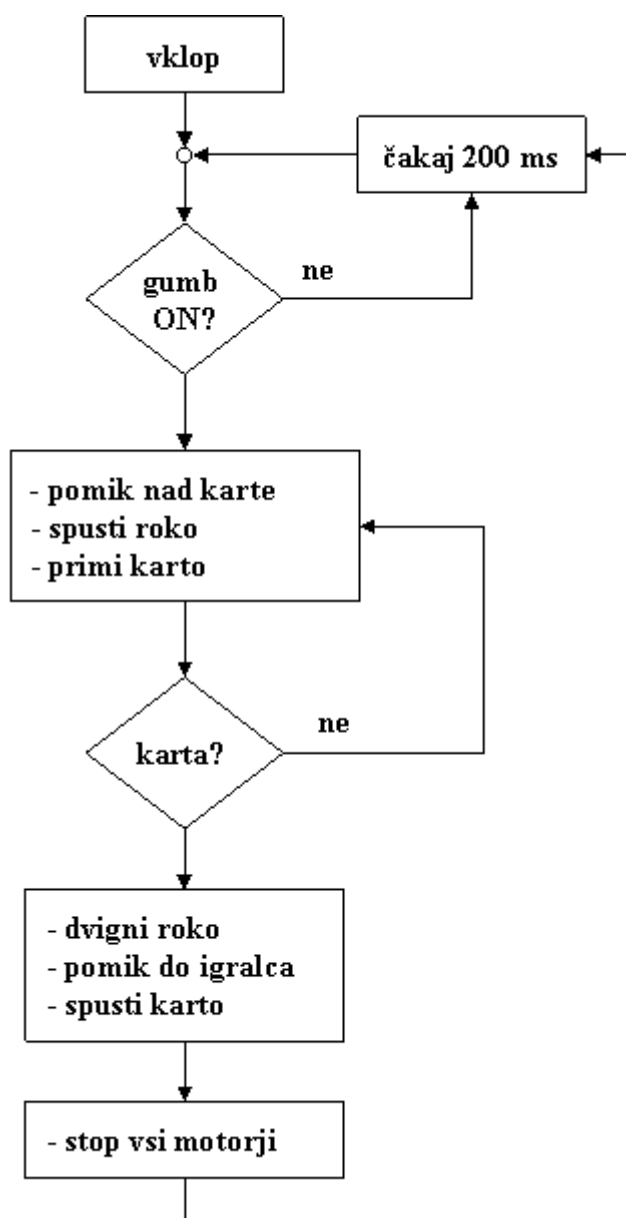 vklop
čakaj 200 ms
gumb
ON?
ne
- pomik nad karte
- spusti roko
- primi karto
karta?
ne
- dvigni roko
- pomik do igralca
- spusti karto
- stop vsi motorji